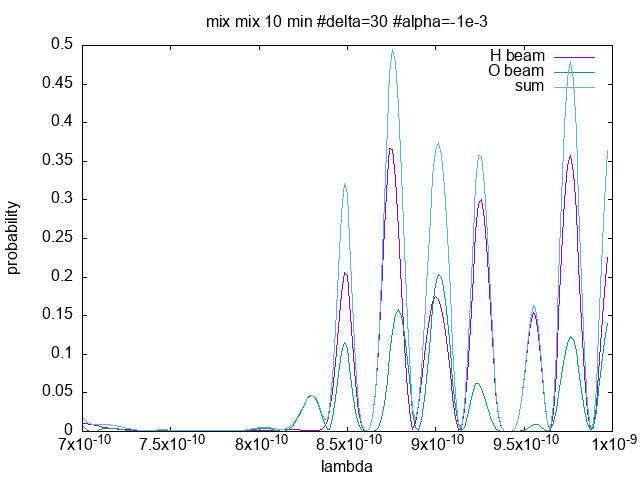 mix mix 10 min #delta=30 #alpha=-1e-3
H beam
O beam
sum
0.5
0.45
0.4
0.35
0.3
0.25
0.2
0.15
0.1
0.05
0
probability
7x10⁻¹⁰ 7.5x10⁻¹⁰ 8x10⁻¹⁰ 8.5x10⁻¹⁰ 9x10⁻¹⁰ 9.5x10⁻¹⁰ 1x10⁻⁹
lambda